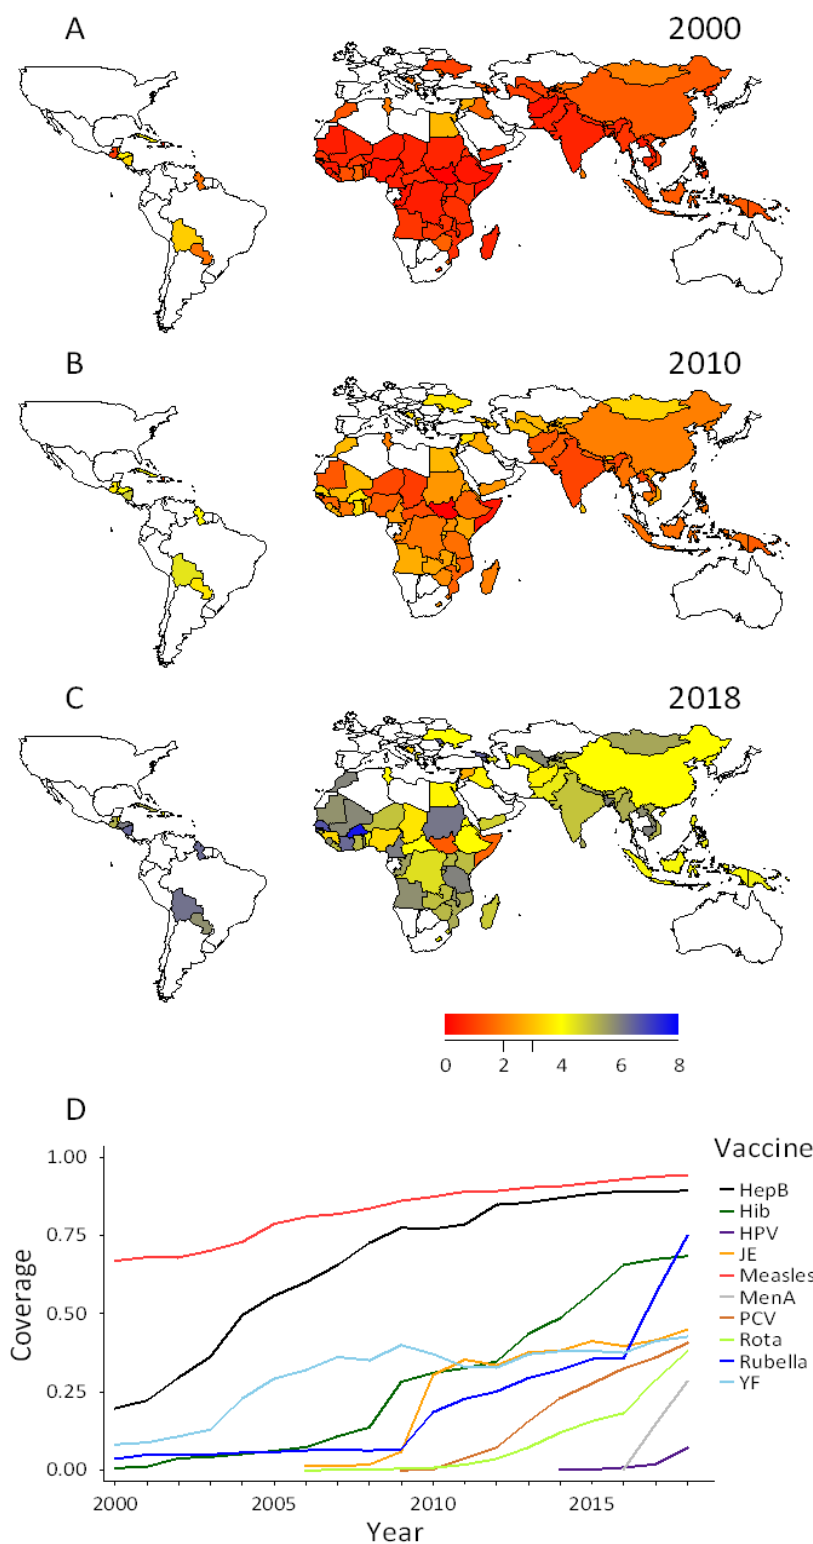 A
2000
B
2010
C
2018
0 2 4 6 8
D
Vaccine
HepB
Hib
HPV
JE
Measles
MenA
PCV
Rota
Rubella
YF
Coverage
1.00
0.75
0.50
0.25
0.00
2000 2005 2010 2015
Year